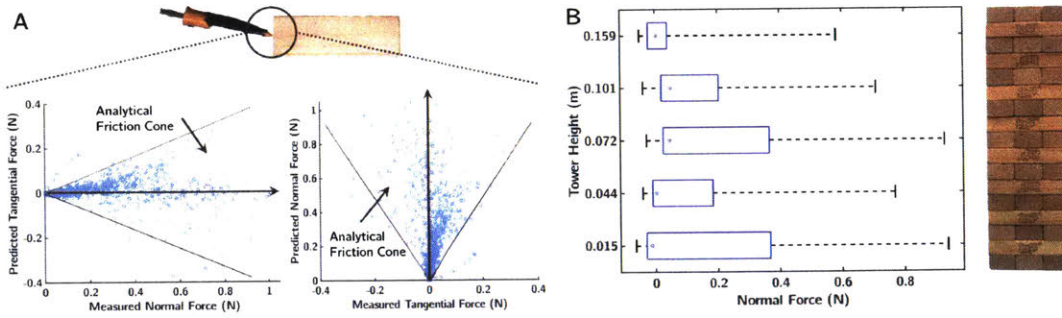 A
Analytical
Friction Cone
Predicted Tangential Force (N)
0.4
0.2
0
-0.2
-0.4
0 0.2 0.4 0.6 0.8 1
Measured Normal Force (N)
Predicted Normal Force (N)
1
0.8
0.6
0.4
0.2
0
Analytical
Friction Cone
-0.4 -0.2 0 0.2 0.4
Measured Tangential Force (N)
B
Tower Height (m)
0.159
0.101
0.072
0.044
0.015
0 0.2 0.4 0.6 0.8
Normal Force (N)